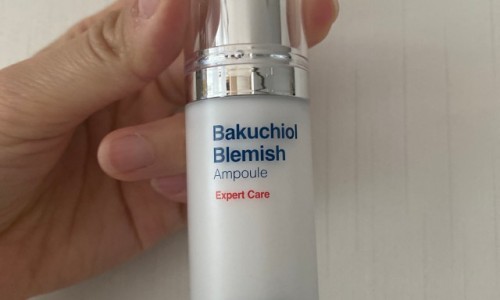 Bakuchiol
Blemish
Ampoule
Expert Care